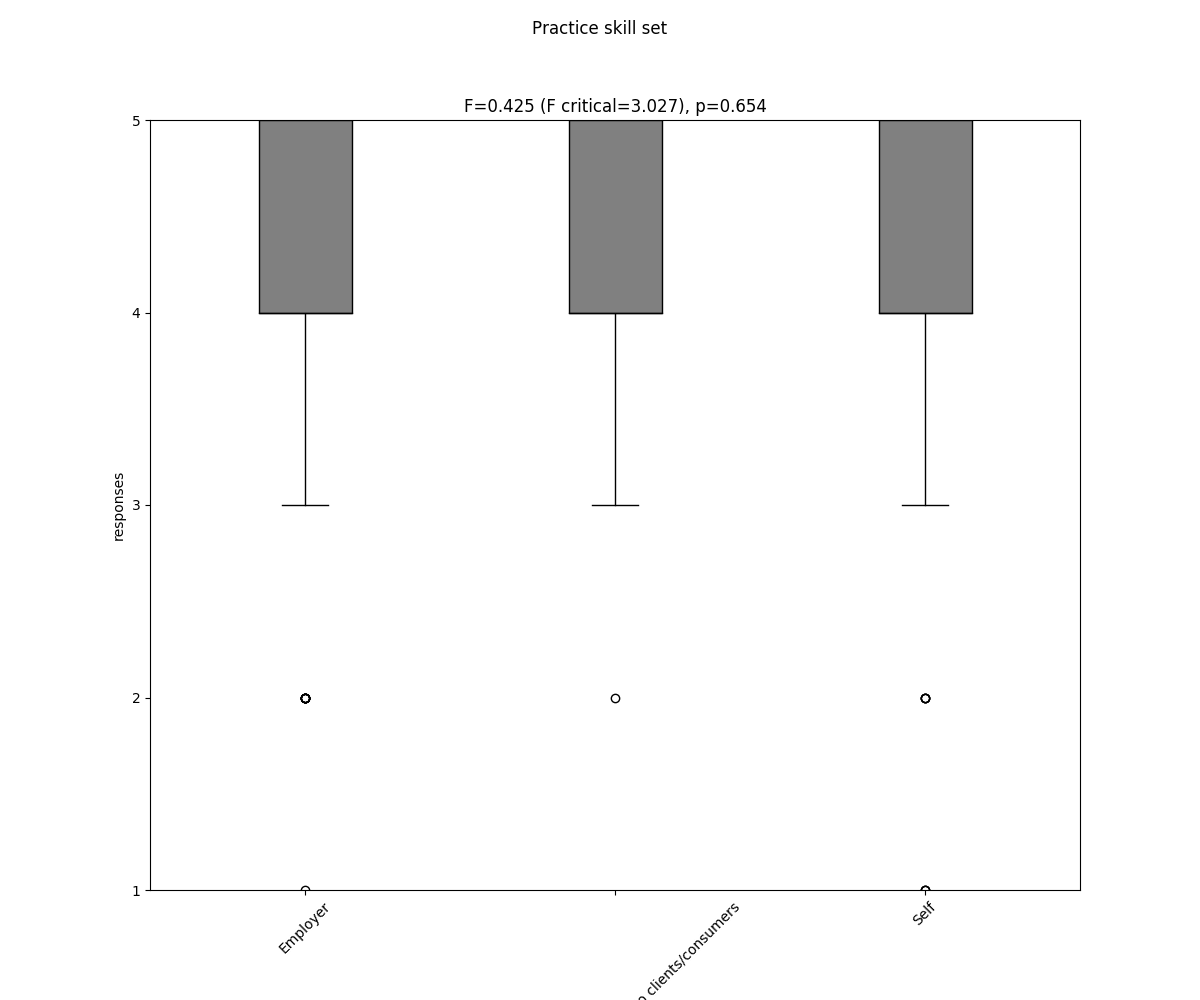 Practice skill set
F=0.425 (F critical=3.027), p=0.654
5
4
3
2
1
responses
Employer
clients/consumers
Self